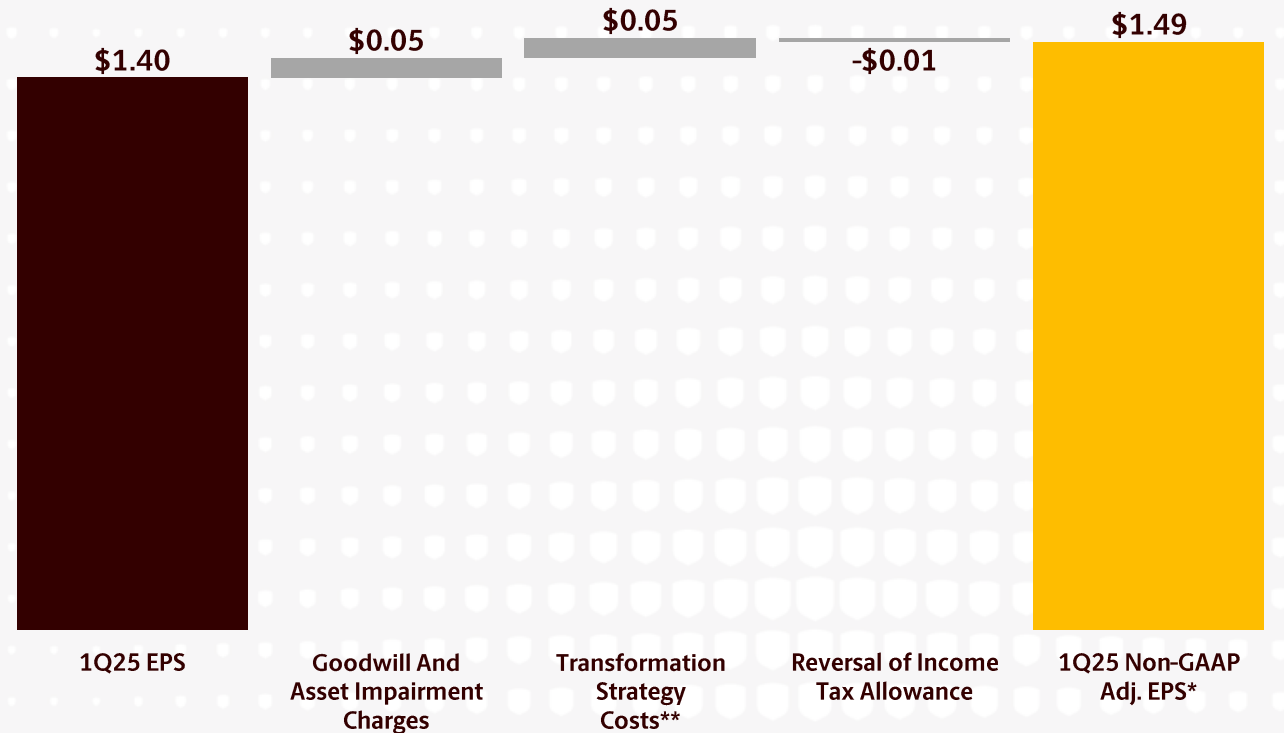 $1.40
$0.05
$0.05
-$0.01
$1.49
1Q25 EPS
Goodwill And
Asset Impairment
Charges
Transformation
Strategy
Costs**
Reversal of Income
Tax Allowance
1Q25 Non-GAAP
Adj. EPS*